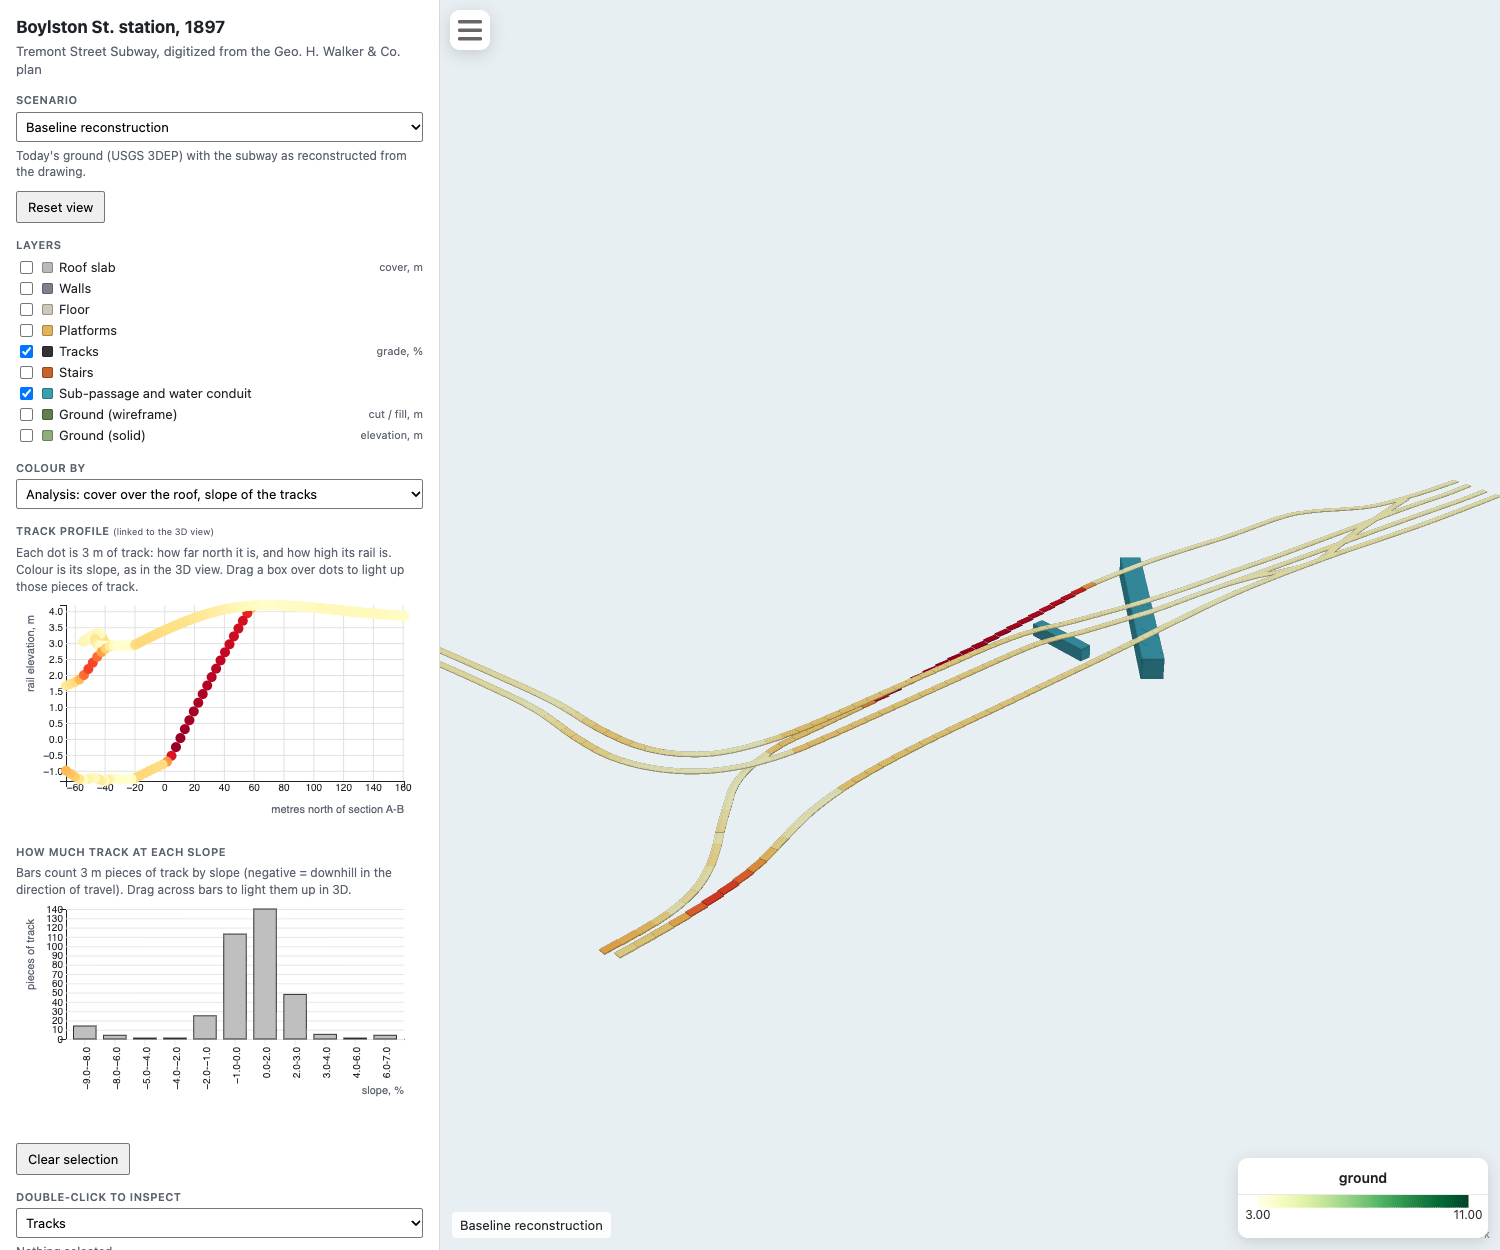 Boylston St. station, 1897
Tremont Street Subway, digitized from the Geo. H. Walker & Co.
plan
SCENARIO
Baseline reconstruction
Today's ground (USGS 3DEP) with the subway as reconstructed from
the drawing.
Reset view
LAYERS
Roof slab cover, m
Walls
Floor
Platforms
Tracks grade, %
Stairs
Sub-passage and water conduit
Ground (wireframe) cut / fill, m
Ground (solid) elevation, m
COLOUR BY
Analysis: cover over the roof, slope of the tracks
TRACK PROFILE (linked to the 3D view)
Each dot is 3 m of track: how far north it is, and how high its rail is.
Colour is its slope, as in the 3D view. Drag a box over dots to light up
those pieces of track.
rail elevation, m
4.0
3.5
3.0
2.5
2.0
1.5
1.0
0.5
0.0
−0.5
−1.0
−60 −40 −20 0 20 40 60 80 100 120 140 160
metres north of section A-B
HOW MUCH TRACK AT EACH SLOPE
Bars count 3 m pieces of track by slope (negative = downhill in the
direction of travel). Drag across bars to light them up in 3D.
pieces of track
140
130
120
110
100
90
80
70
60
50
40
30
20
10
0
−9.0-−8.0 −8.0-−6.0 −5.0-−4.0 −4.0-−2.0 −2.0-−1.0 −1.0-0.0 0.0-2.0 2.0-3.0 3.0-4.0 4.0-6.0 6.0-7.0
slope, %
Clear selection
DOUBLE-CLICK TO INSPECT
Tracks
Nothing selected
Baseline reconstruction
ground
3.00 11.00